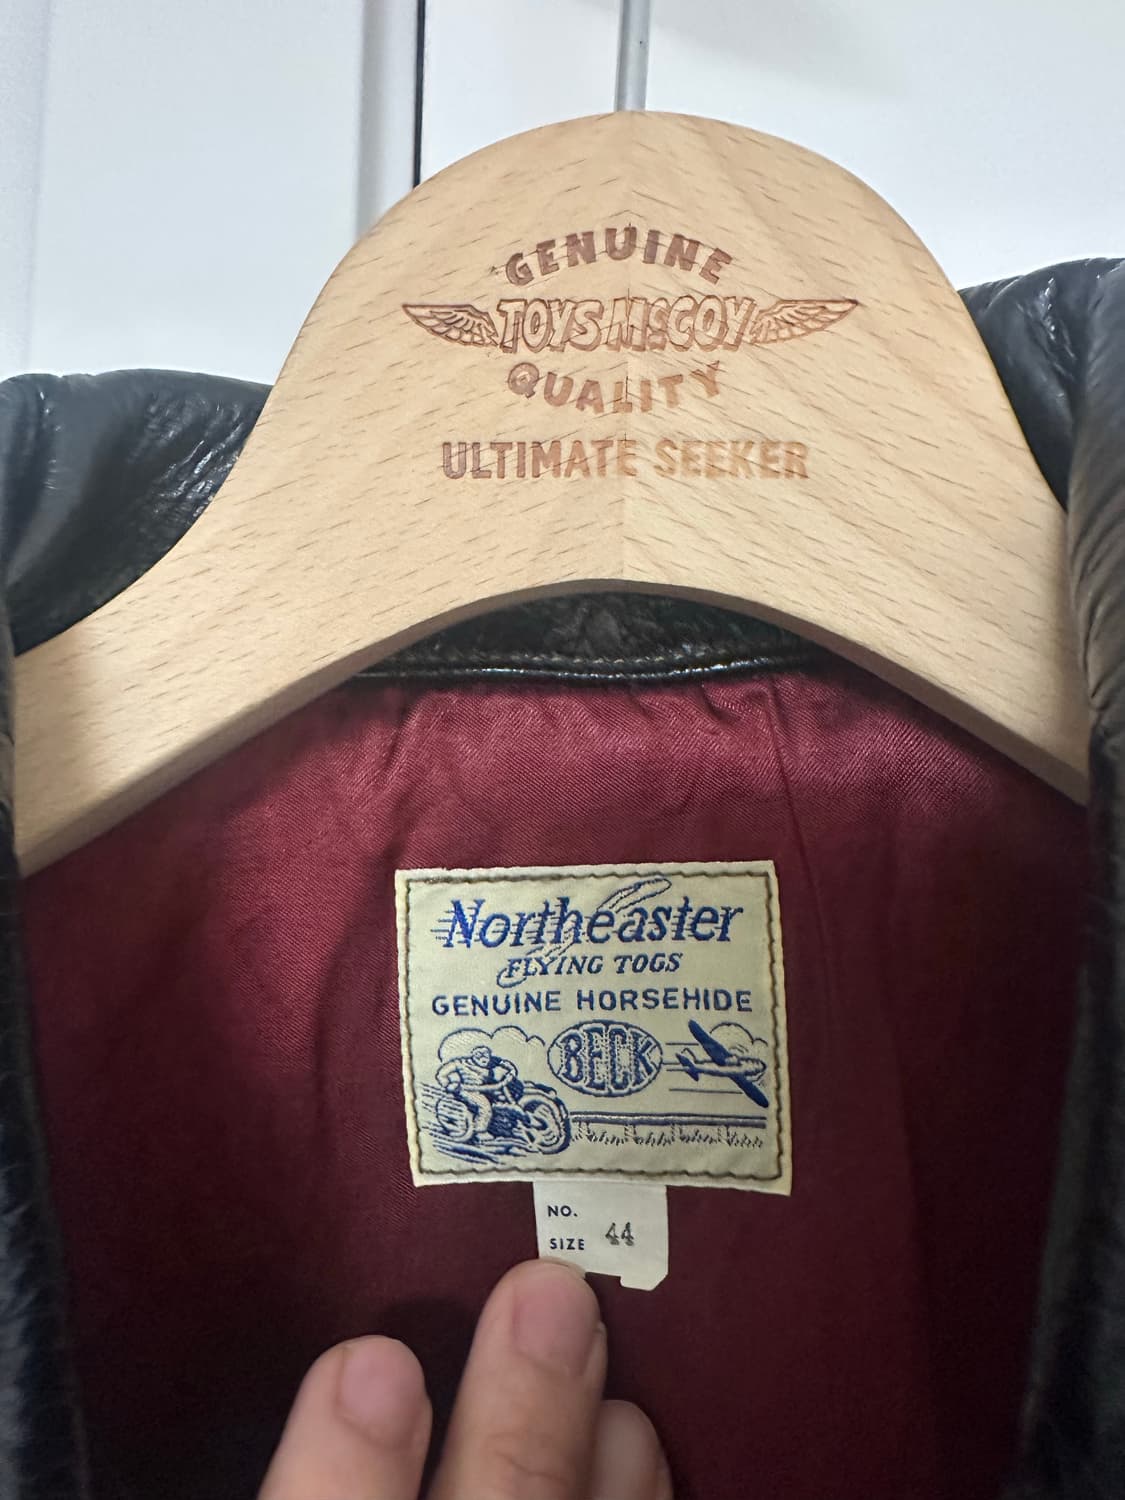 GENUINE
TOYS McCOY
QUALITY
ULTIMATE SEEKER
Northeaster
FLYING TOGS
GENUINE HORSEHIDE
BECK
NO.
SIZE 44